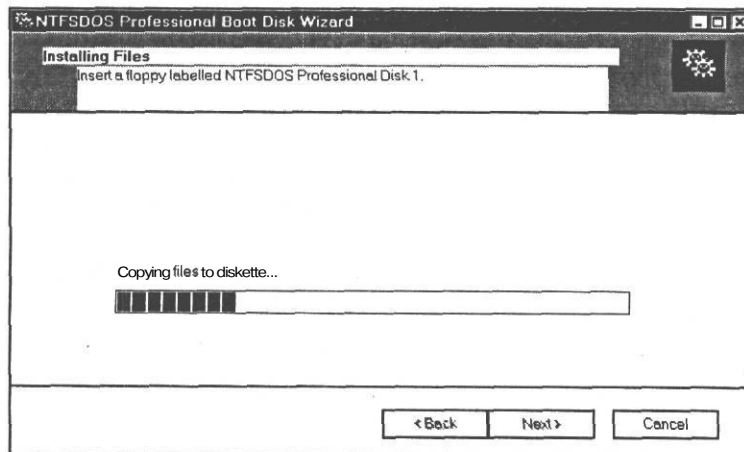 NTFSDOS Professional Boot Disk Wizard
Installing Files
Insert a floppy labelled NTFSDOS Professional Disk 1.
Copying files to diskette...
< Back
Next >
Cancel